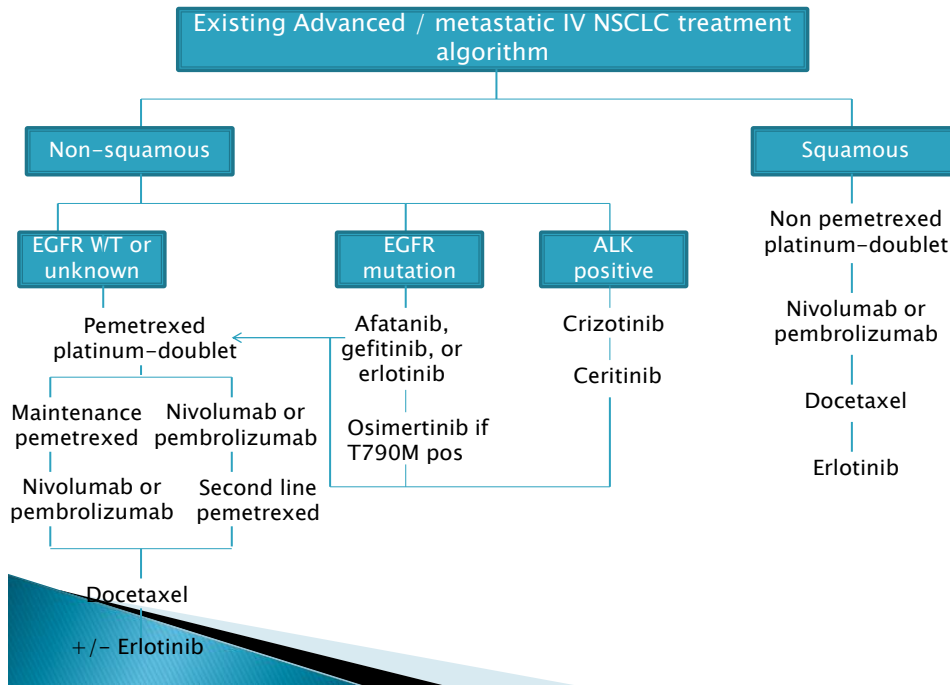 Existing Advanced / metastatic IV NSCLC treatment
algorithm
Non-squamous
Squamous
EGFR WT or
unknown
EGFR
mutation
ALK
positive
Non pemetrexed
platinum-doublet
Pemetrexed
platinum-doublet
Afatanib,
gefitinib, or
erlotinib
Crizotinib
Nivolumab or
pembrolizumab
Ceritinib
Maintenance
pemetrexed
Nivolumab or
pembrolizumab
Osimertinib if
T790M pos
Docetaxel
Nivolumab or
pembrolizumab
Second line
pemetrexed
Erlotinib
Docetaxel
+/- Erlotinib